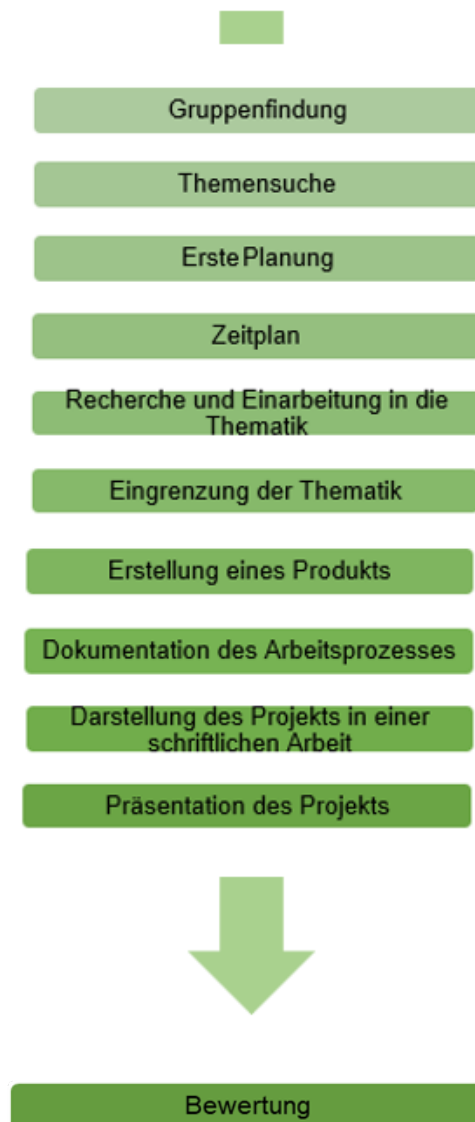 Gruppenfindung
Themensuche
Erste Planung
Zeitplan
Recherche und Einarbeitung in die
Thematik
Eingrenzung der Thematik
Erstellung eines Produkts
Dokumentation des Arbeitsprozesses
Darstellung des Projekts in einer
schriftlichen Arbeit
Präsentation des Projekts
Bewertung